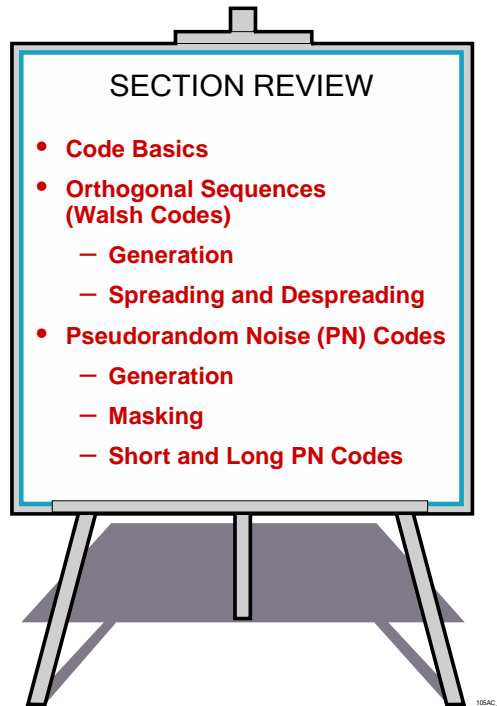 SECTION REVIEW
• Code Basics
• Orthogonal Sequences
(Walsh Codes)
– Generation
– Spreading and Despreading
• Pseudorandom Noise (PN) Codes
– Generation
– Masking
– Short and Long PN Codes
105AC